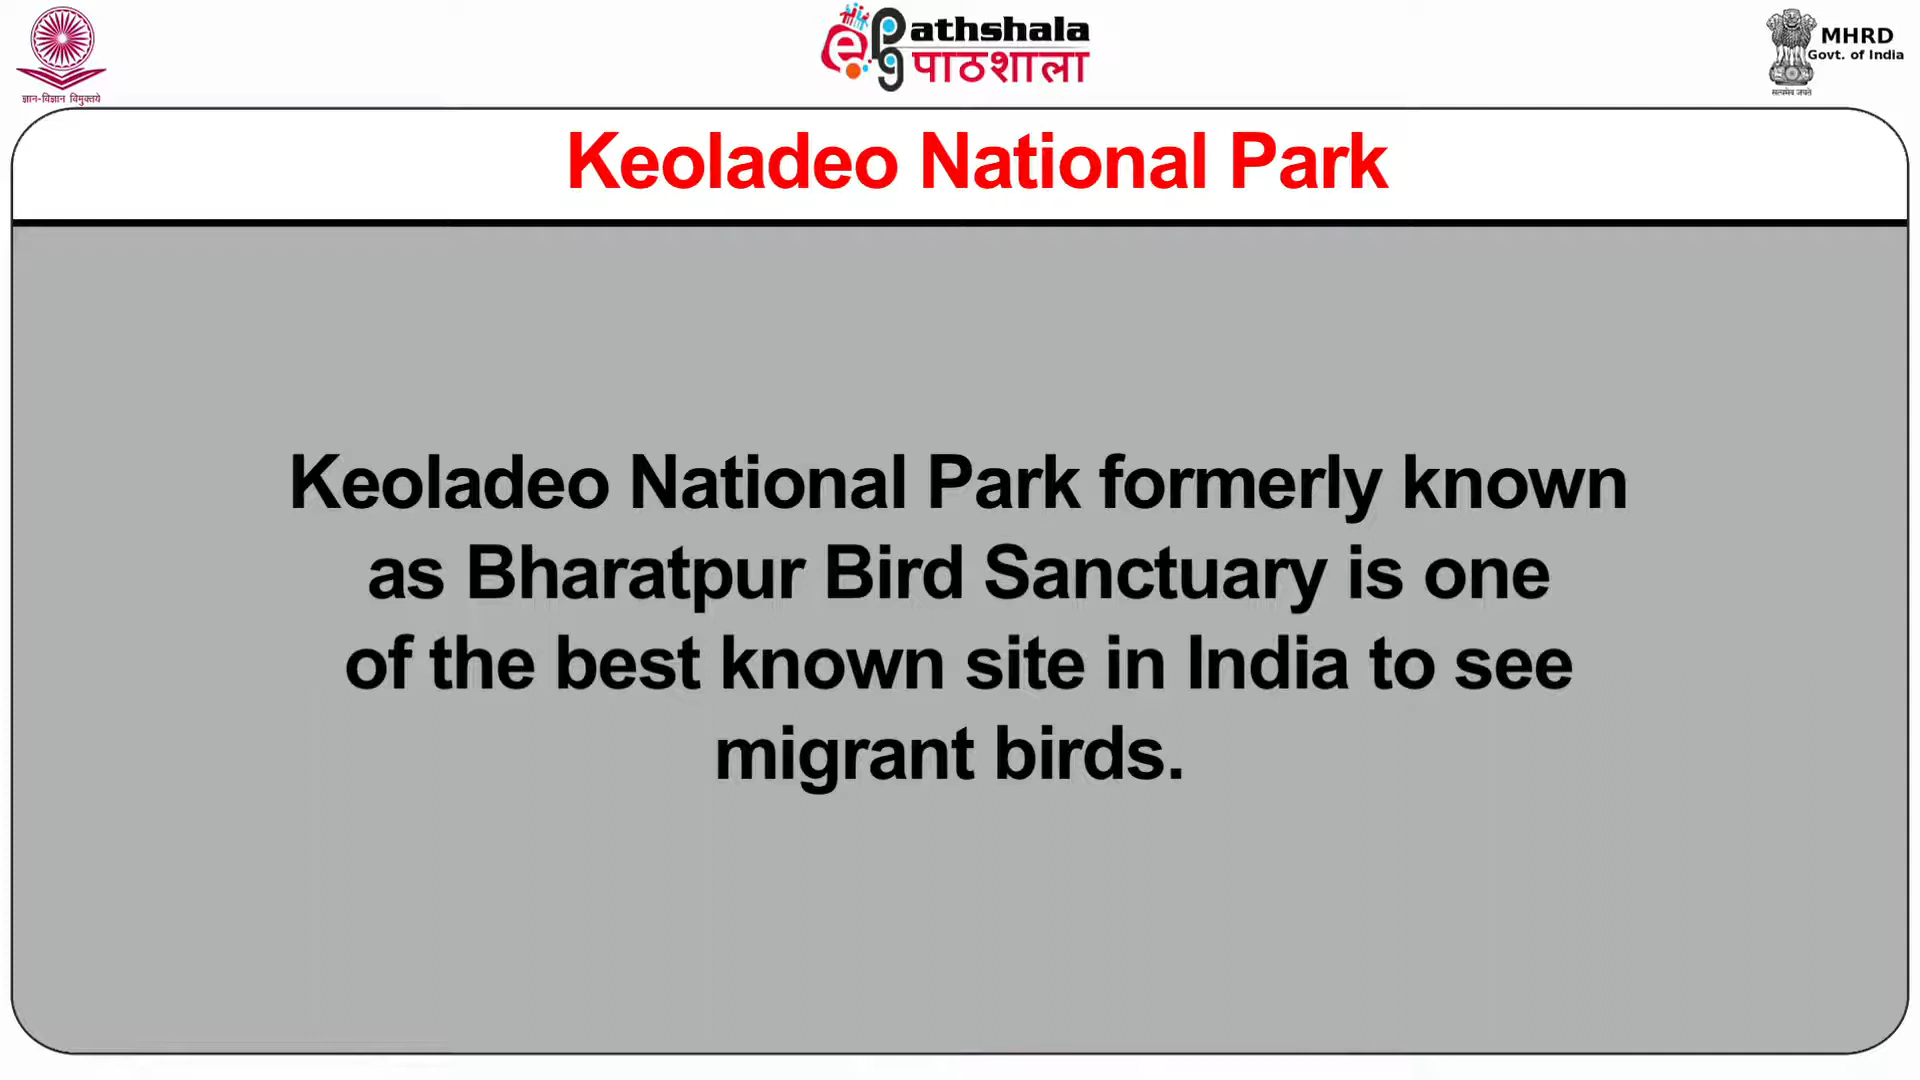 ज्ञान-विज्ञान विमुक्तये
ePgathshala
पाठशाला
MHRD
Govt. of India
सत्यमेव जयते
Keoladeo National Park
Keoladeo National Park formerly known
as Bharatpur Bird Sanctuary is one
of the best known site in India to see
migrant birds.